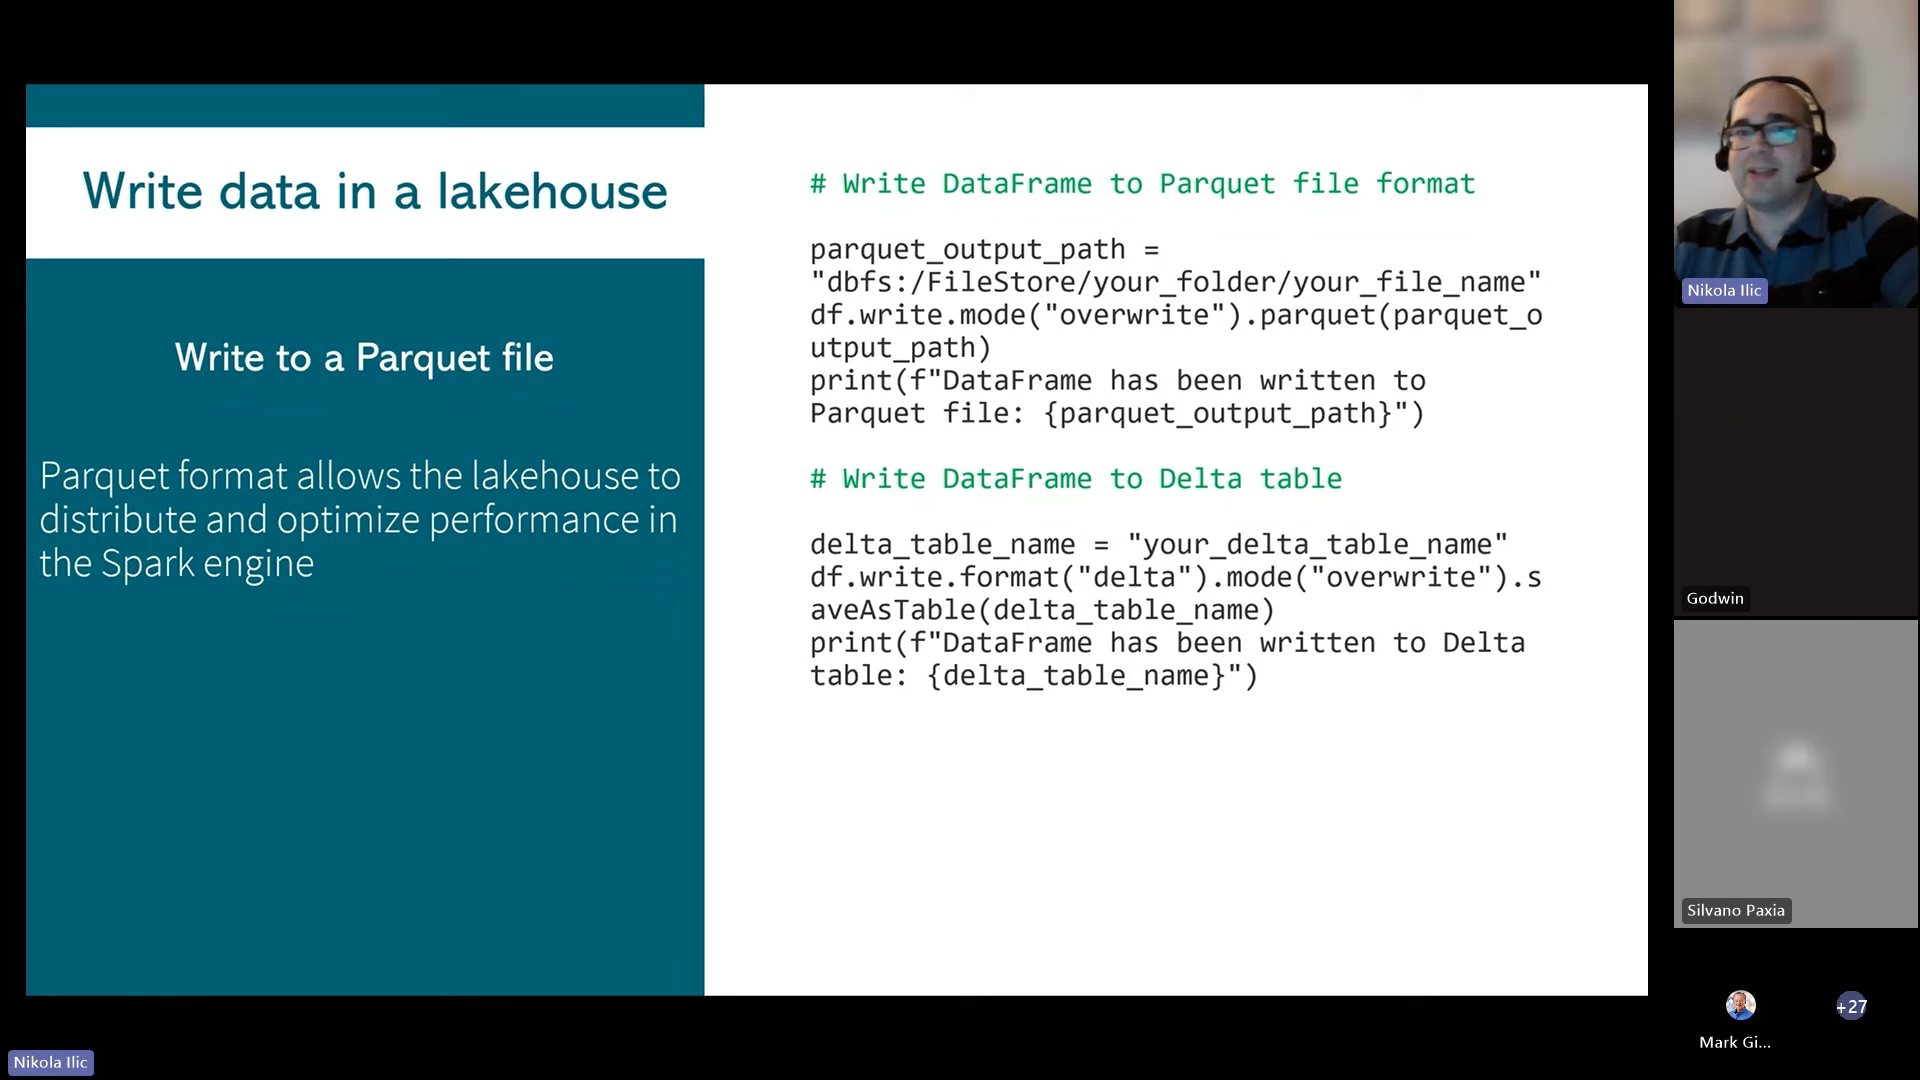 Write data in a lakehouse
Write to a Parquet file
Parquet format allows the lakehouse to
distribute and optimize performance in
the Spark engine
# Write DataFrame to Parquet file format
parquet_output_path =
"dbfs:/FileStore/your_folder/your_file_name"
df.write.mode("overwrite").parquet(parquet_o
utput_path)
print(f"DataFrame has been written to
Parquet file: {parquet_output_path}")
# Write DataFrame to Delta table
delta_table_name = "your_delta_table_name"
df.write.format("delta").mode("overwrite").s
aveAsTable(delta_table_name)
print(f"DataFrame has been written to Delta
table: {delta_table_name}")
Nikola Ilic
Godwin
Silvano Paxia
Mark Gi...
+27
Nikola Ilic